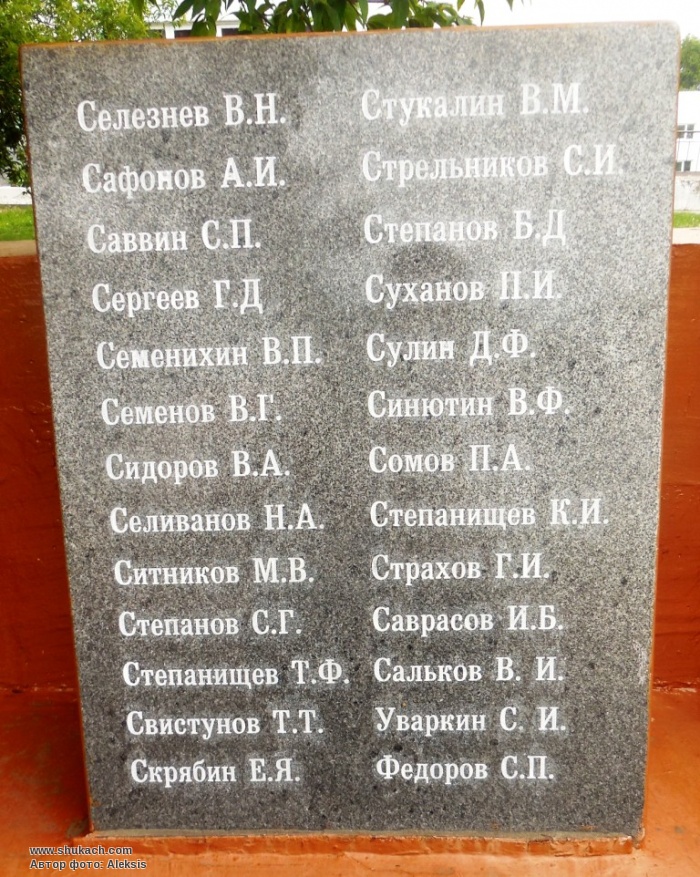 Селезнев В.Н.
Сафонов А.И.
Саввин С.П.
Сергеев Г.Д
Семенихин В.П.
Семенов В.Г.
Сидоров В.А.
Селиванов Н.А.
Ситников М.В.
Степанов С.Г.
Степанищев Т.Ф.
Свистунов Т.Т.
Скрябин Е.Я.
Стукалин В.М.
Стрельников С.И.
Степанов Б.Д
Суханов П.И.
Сулин Д.Ф.
Синютин В.Ф.
Сомов П.А.
Степанищев К.И.
Страхов Г.И.
Саврасов И.Б.
Сальков В. И.
Уваркин С. И.
Федоров С.П.
www.shukach.com
Автор фото: Aleksis